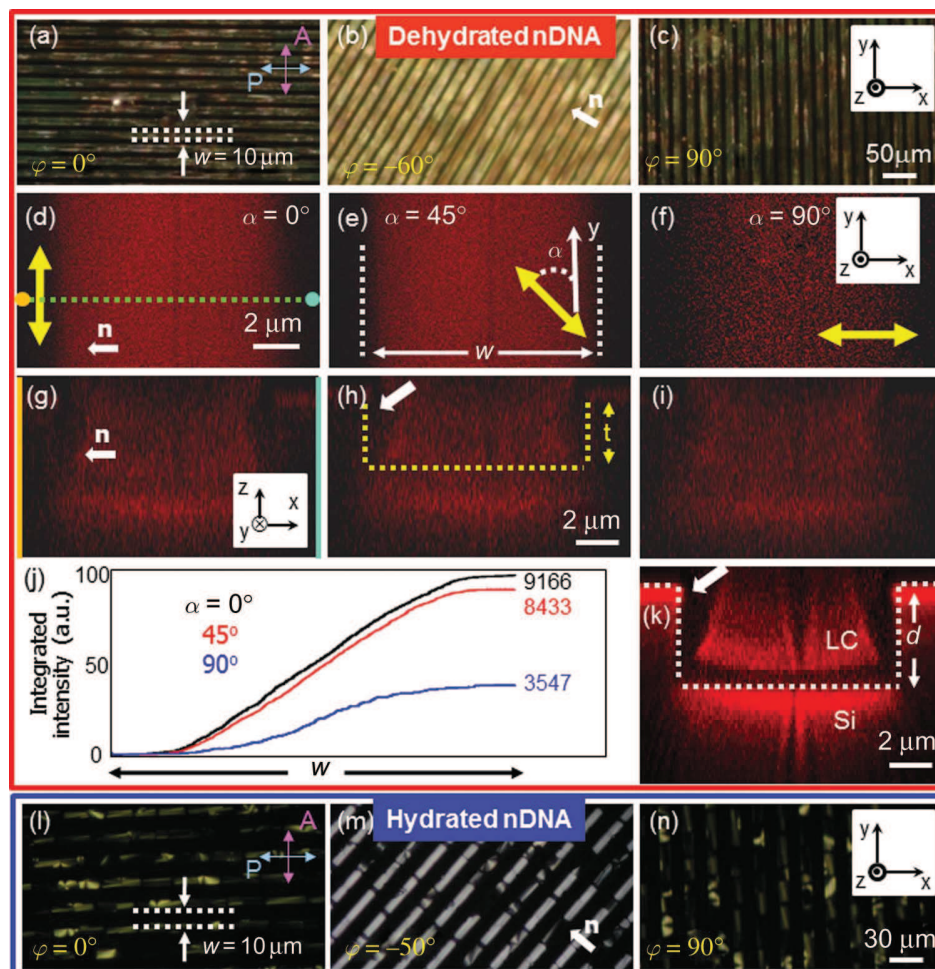 (a)
A
P
w = 10 μm
φ = 0°
(b)
Dehydrated nDNA
n
φ = –60°
(c)
y
z
x
φ = 90°
50μm
(d)
α = 0°
n
2 μm
(e)
α = 45°
y
α
w
(f)
α = 90°
y
z
x
(g)
n
z
y
x
(h)
t
2 μm
(i)
(j)
Integrated
intensity (a.u.)
100
50
0
α = 0°
45°
90°
9166
8433
3547
w
(k)
LC
d
Si
2 μm
(l)
A
P
w = 10 μm
φ = 0°
(m)
Hydrated nDNA
n
φ = –50°
(n)
y
z
x
φ = 90°
30 μm